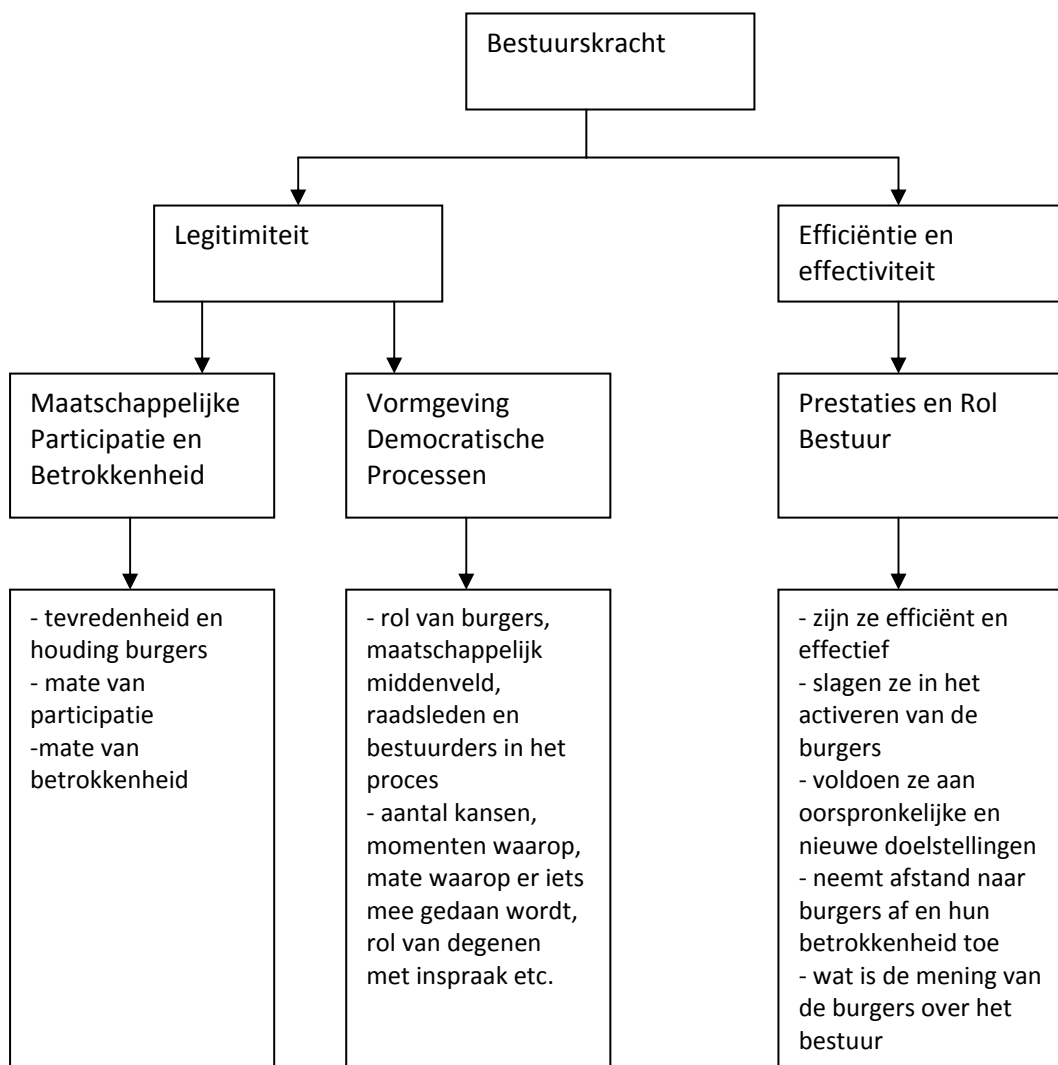 Bestuurskracht
Legitimiteit
Efficiëntie en
effectiviteit
Maatschappelijke
Participatie en
Betrokkenheid
Vormgeving
Democratische
Processen
Prestaties en Rol
Bestuur
- tevredenheid en
houding burgers
- mate van
participatie
-mate van
betrokkenheid
- rol van burgers,
maatschappelijk
middenveld,
raadsleden en
bestuurders in het
proces
- aantal kansen,
momenten waarop,
mate waarop er iets
mee gedaan wordt,
rol van degenen
met inspraak etc.
- zijn ze efficiënt en
effectief
- slagen ze in het
activeren van de
burgers
- voldoen ze aan
oorspronkelijke en
nieuwe doelstellingen
- neemt afstand naar
burgers af en hun
betrokkenheid toe
- wat is de mening van
de burgers over het
bestuur